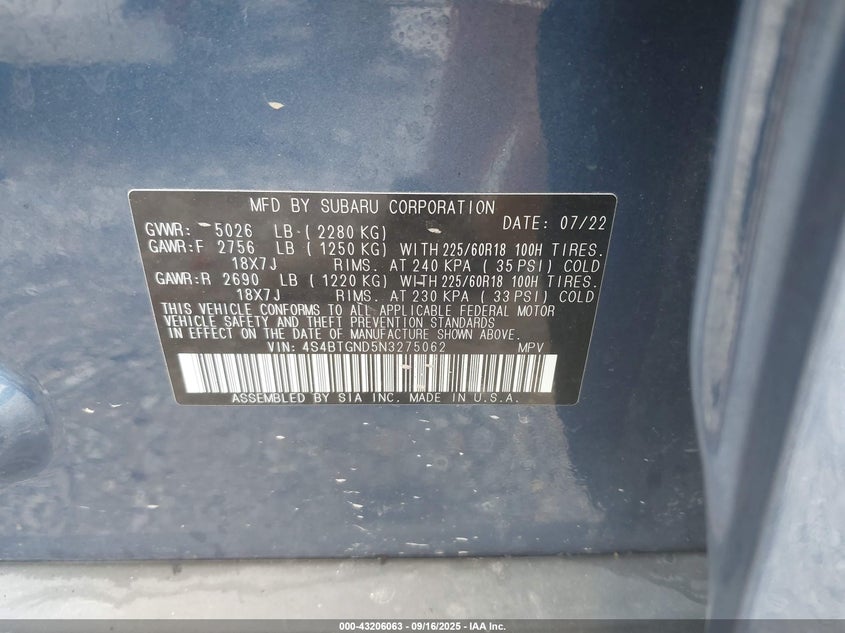 MFD BY SUBARU CORPORATION
DATE: 07/22
GVWR: 5026 LB ( 2280 KG)
GAWR:F 2756 LB ( 1250 KG) WITH 225/60R18 100H TIRES.
18X7J RIMS. AT 240 KPA ( 35 PSI) COLD
GAWR:R 2690 LB ( 1220 KG) WITH 225/60R18 100H TIRES.
18X7J RIMS. AT 230 KPA ( 33 PSI) COLD
THIS VEHICLE CONFORMS TO ALL APPLICABLE FEDERAL MOTOR
VEHICLE SAFETY AND THEFT PREVENTION STANDARDS
IN EFFECT ON THE DATE OF MANUFACTURE SHOWN ABOVE.
VIN: 4S4BTGND5N3275062 MPV
ASSEMBLED BY SIA INC. MADE IN U.S.A.
000-43206063 - 09/16/2025 - IAA Inc.